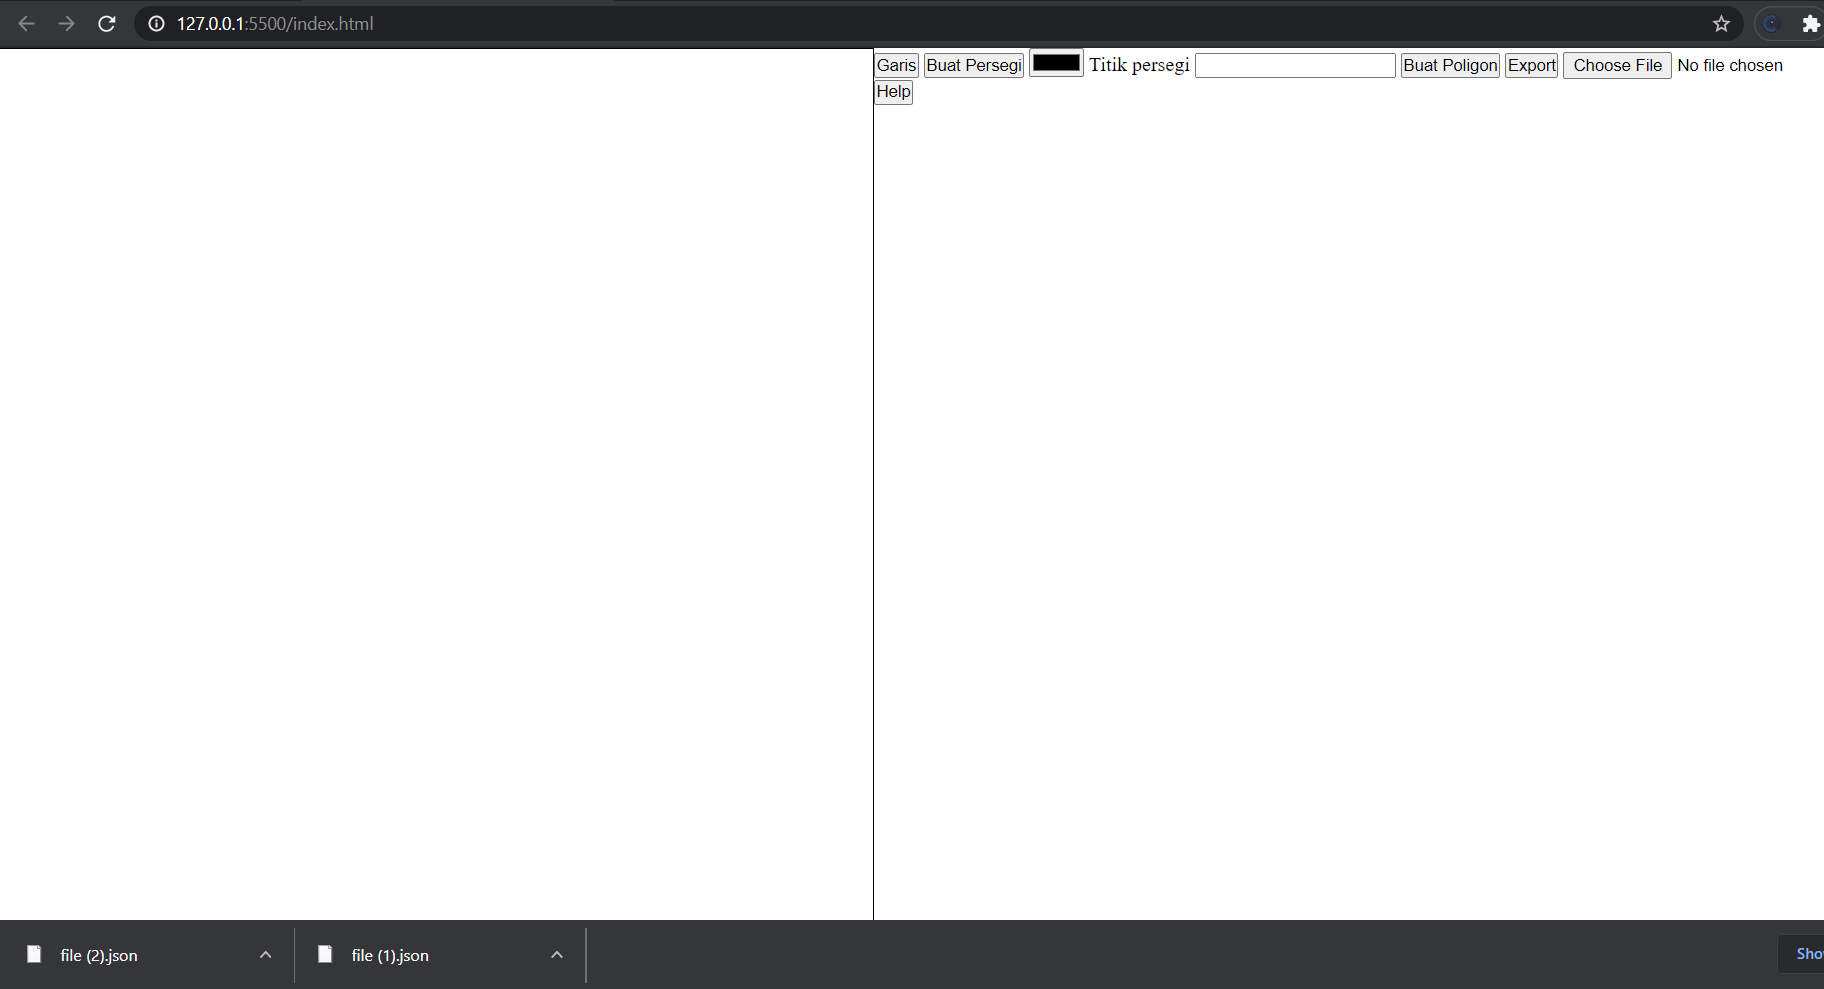 127.0.0.1:5500/index.html
Garis Buat Persegi Titik persegi Buat Poligon Export Choose File No file chosen
Help
file (2).json file (1).json Sho